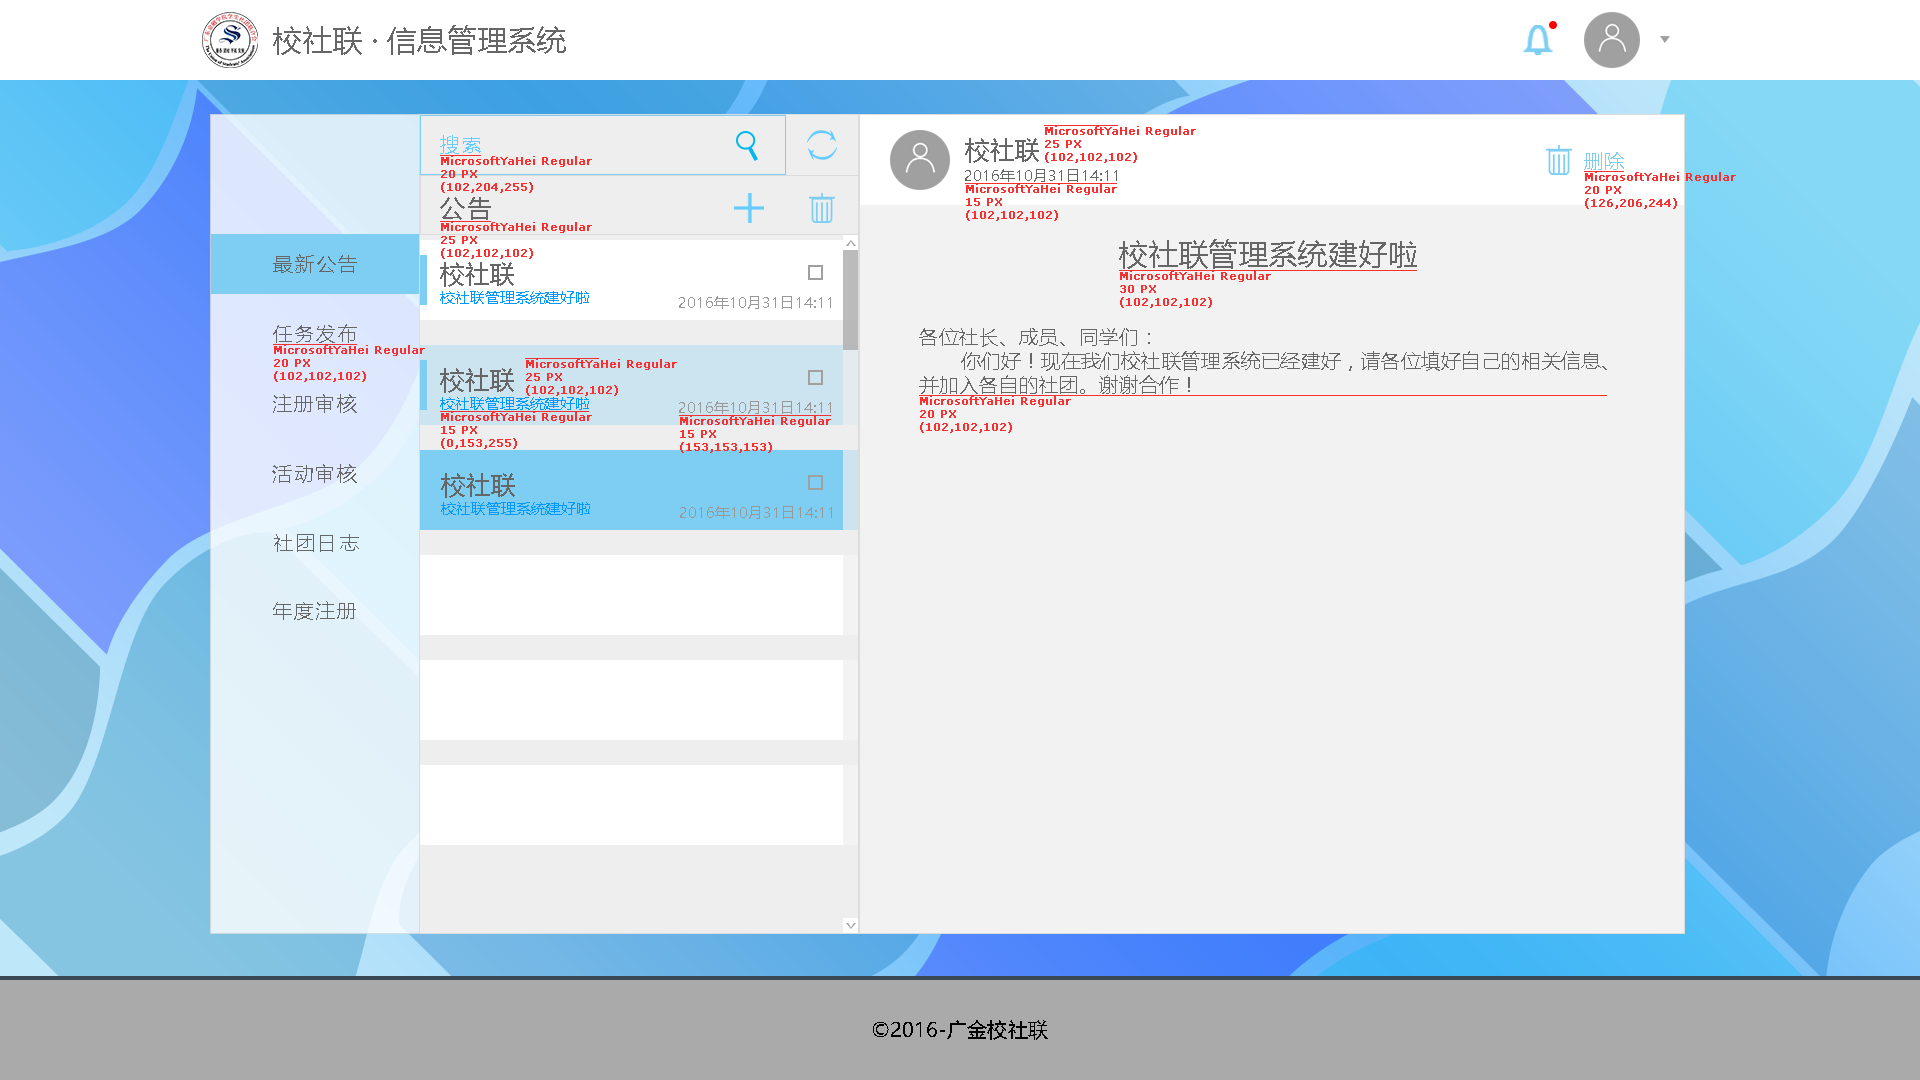 校社联 · 信息管理系统
搜索
MicrosoftYaHei Regular
20 PX
(102,204,255)
公告
MicrosoftYaHei Regular
25 PX
(102,102,102)
最新公告
任务发布
MicrosoftYaHei Regular
20 PX
(102,102,102)
注册审核
活动审核
社团日志
年度注册
校社联
校社联管理系统建好啦
2016年10月31日14:11
校社联
MicrosoftYaHei Regular
25 PX
(102,102,102)
校社联管理系统建好啦
2016年10月31日14:11
MicrosoftYaHei Regular
15 PX
(0,153,255)
MicrosoftYaHei Regular
15 PX
(153,153,153)
校社联
校社联管理系统建好啦
2016年10月31日14:11
校社联
MicrosoftYaHei Regular
25 PX
(102,102,102)
2016年10月31日14:11
MicrosoftYaHei Regular
15 PX
(102,102,102)
删除
MicrosoftYaHei Regular
20 PX
(126,206,244)
校社联管理系统建好啦
MicrosoftYaHei Regular
30 PX
(102,102,102)
各位社长、成员、同学们：
你们好！现在我们校社联管理系统已经建好，请各位填好自己的相关信息、
并加入各自的社团。谢谢合作！
MicrosoftYaHei Regular
20 PX
(102,102,102)
©2016-广金校社联